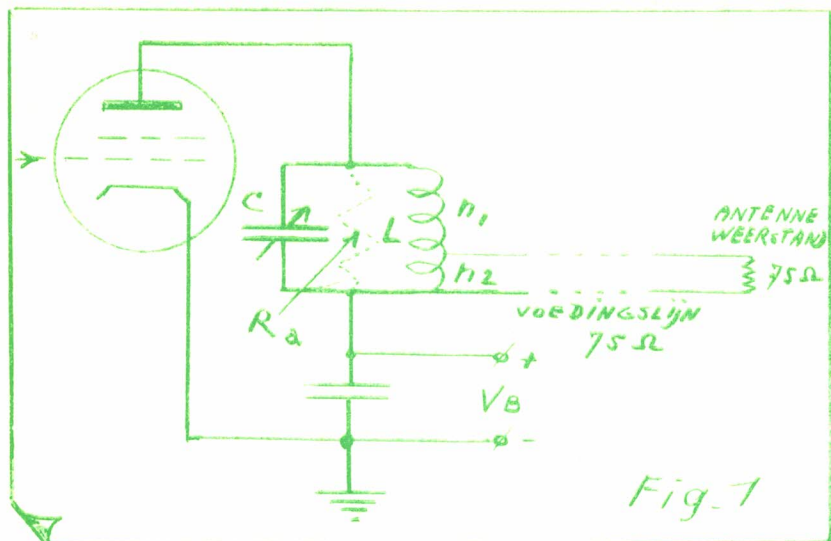 C
L
n1
n2
Ra
ANTENNE
WEERSTAND
75Ω
VOEDINGSLIJN
75 Ω
+
VB
-
Fig-1